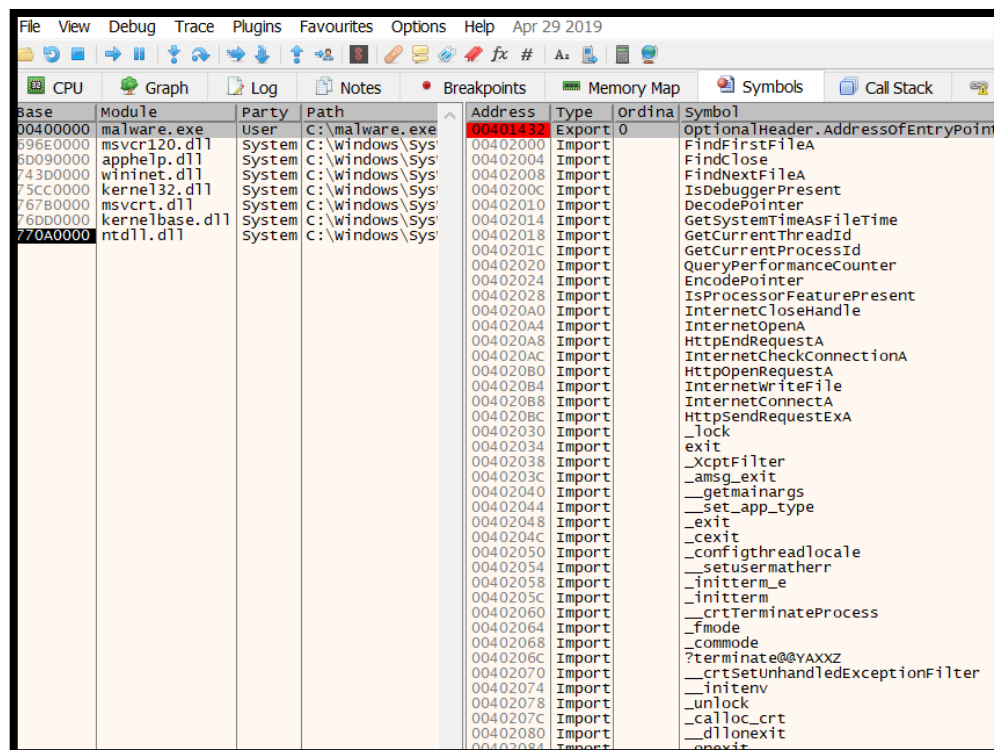 File View Debug Trace Plugins Favourites Options Help Apr 29 2019
$ fx # Az
32 CPU Graph Log Notes Breakpoints Memory Map Symbols Call Stack
Base Module Party Path Address Type Ordina Symbol
00400000 malware.exe User C:\malware.exe 00401432 Export 0 OptionalHeader.AddressOfEntryPoint
696E0000 msvcr120.dll System C:\Windows\Sys 00402000 Import FindFirstFileA
6D090000 apphelp.dll System C:\Windows\Sys 00402004 Import FindClose
743D0000 wininet.dll System C:\Windows\Sys 00402008 Import FindNextFileA
75CC0000 kernel32.dll System C:\Windows\Sys 0040200C Import IsDebuggerPresent
767B0000 msvcrt.dll System C:\Windows\Sys 00402010 Import DecodePointer
76DD0000 kernelbase.dll System C:\Windows\Sys 00402014 Import GetSystemTimeAsFileTime
770A0000 ntdll.dll System C:\Windows\Sys 00402018 Import GetCurrentThreadId
0040201C Import GetCurrentProcessId
00402020 Import QueryPerformanceCounter
00402024 Import EncodePointer
00402028 Import IsProcessorFeaturePresent
004020A0 Import InternetCloseHandle
004020A4 Import InternetOpenA
004020A8 Import HttpEndRequestA
004020AC Import InternetCheckConnectionA
004020B0 Import HttpOpenRequestA
004020B4 Import InternetWriteFile
004020B8 Import InternetConnectA
004020BC Import HttpSendRequestExA
00402030 Import _lock
00402034 Import exit
00402038 Import _XcptFilter
0040203C Import _amsg_exit
00402040 Import __getmainargs
00402044 Import __set_app_type
00402048 Import _exit
0040204C Import _cexit
00402050 Import _configthreadlocale
00402054 Import __setusermatherr
00402058 Import _initterm_e
0040205C Import _initterm
00402060 Import __crtTerminateProcess
00402064 Import _fmode
00402068 Import _commode
0040206C Import ?terminate@@YAXXZ
00402070 Import __crtSetUnhandledExceptionFilter
00402074 Import __initenv
00402078 Import _unlock
0040207C Import _calloc_crt
00402080 Import __dllonexit
00402084 Import _onexit